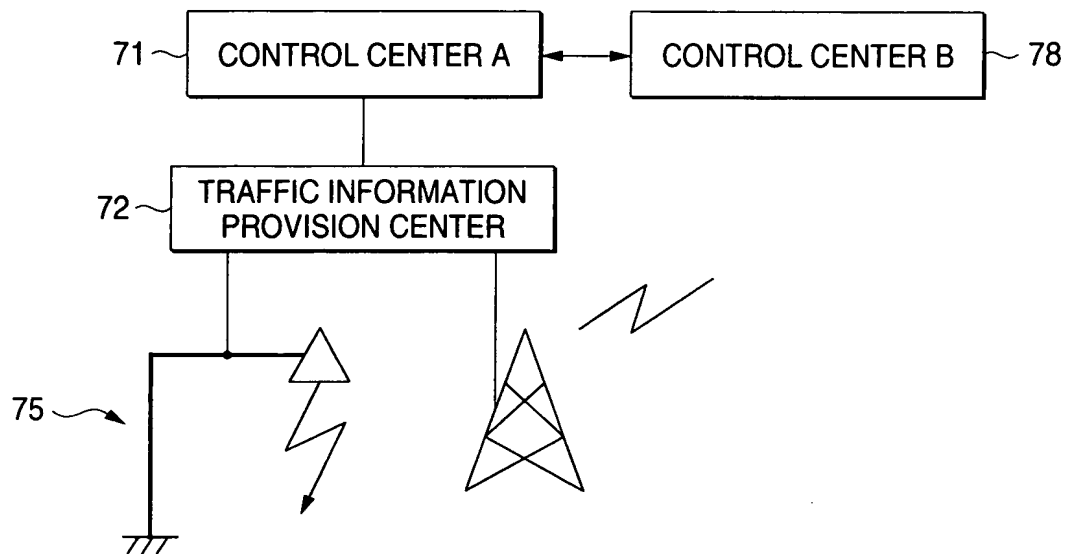 71
CONTROL CENTER A
CONTROL CENTER B
78
72
TRAFFIC INFORMATION
PROVISION CENTER
75